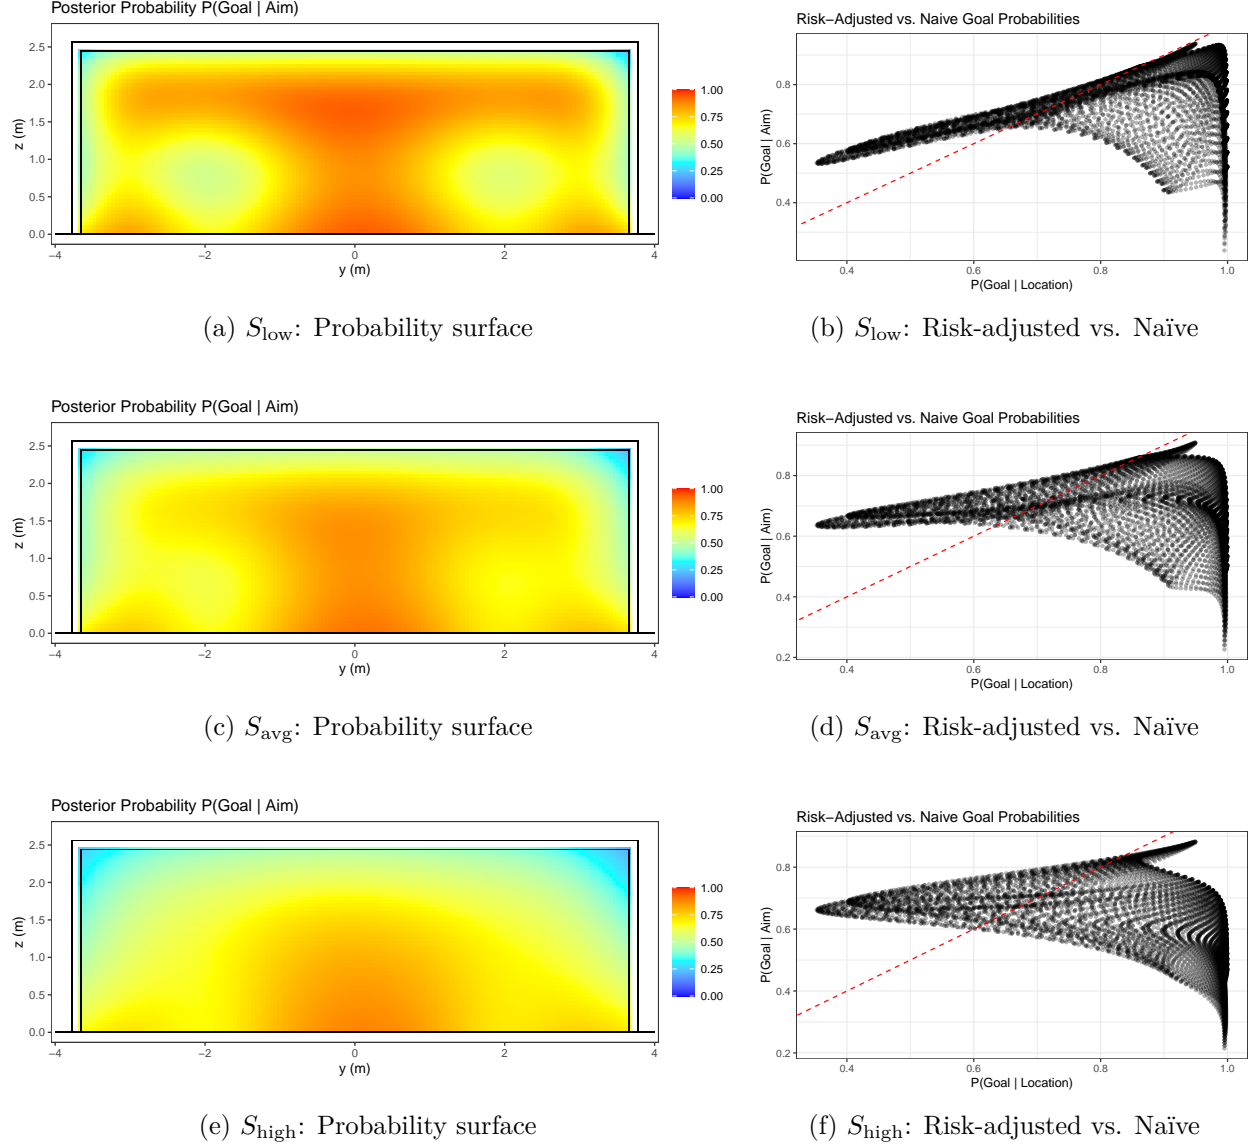 Posterior Probability P(Goal | Aim)
z (m)
2.5
2.0
1.5
1.0
0.5
0.0
−4
−2
0
2
4
y (m)
1.00
0.75
0.50
0.25
0.00
(a) S_low: Probability surface
Risk−Adjusted vs. Naive Goal Probabilities
P(Goal | Aim)
0.8
0.6
0.4
0.4
0.6
0.8
1.0
P(Goal | Location)
(b) S_low: Risk-adjusted vs. Naïve
Posterior Probability P(Goal | Aim)
z (m)
2.5
2.0
1.5
1.0
0.5
0.0
−4
−2
0
2
4
y (m)
1.00
0.75
0.50
0.25
0.00
(c) S_avg: Probability surface
Risk−Adjusted vs. Naive Goal Probabilities
P(Goal | Aim)
0.8
0.6
0.4
0.2
0.4
0.6
0.8
1.0
P(Goal | Location)
(d) S_avg: Risk-adjusted vs. Naïve
Posterior Probability P(Goal | Aim)
z (m)
2.5
2.0
1.5
1.0
0.5
0.0
−4
−2
0
2
4
y (m)
1.00
0.75
0.50
0.25
0.00
(e) S_high: Probability surface
Risk−Adjusted vs. Naive Goal Probabilities
P(Goal | Aim)
0.8
0.6
0.4
0.2
0.4
0.6
0.8
1.0
P(Goal | Location)
(f) S_high: Risk-adjusted vs. Naïve